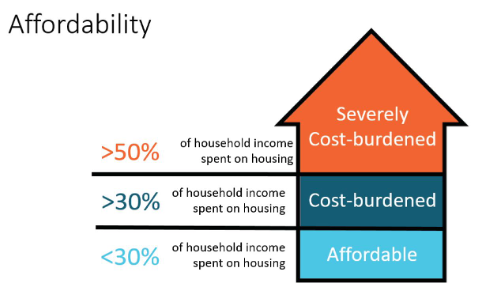 Affordability
Severely
Cost-burdened
>50%
of household income
spent on housing
>30%
of household income
spent on housing
Cost-burdened
<30%
of household income
spent on housing
Affordable